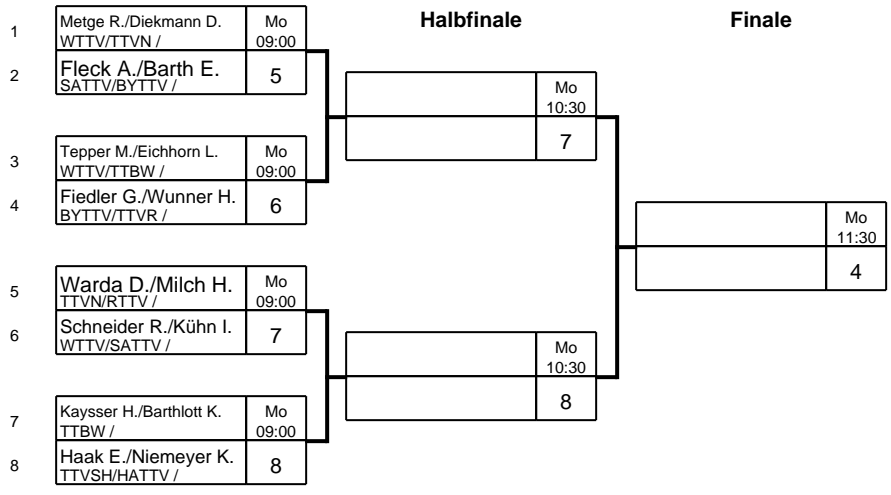 Halbfinale
Finale
1 Metge R./Diekmann D. Mo
WTTV/TTVN / 09:00
2 Fleck A./Barth E. 5
SATTV/BYTTV /
Mo
10:30
7
3 Tepper M./Eichhorn L. Mo
WTTV/TTBW / 09:00
4 Fiedler G./Wunner H. 6
BYTTV/TTVR /
Mo
11:30
4
5 Warda D./Milch H. Mo
TTVN/RTTV / 09:00
6 Schneider R./Kühn I. 7
WTTV/SATTV /
Mo
10:30
8
7 Kaysser H./Barthlott K. Mo
TTBW / 09:00
8 Haak E./Niemeyer K. 8
TTVSH/HATTV /